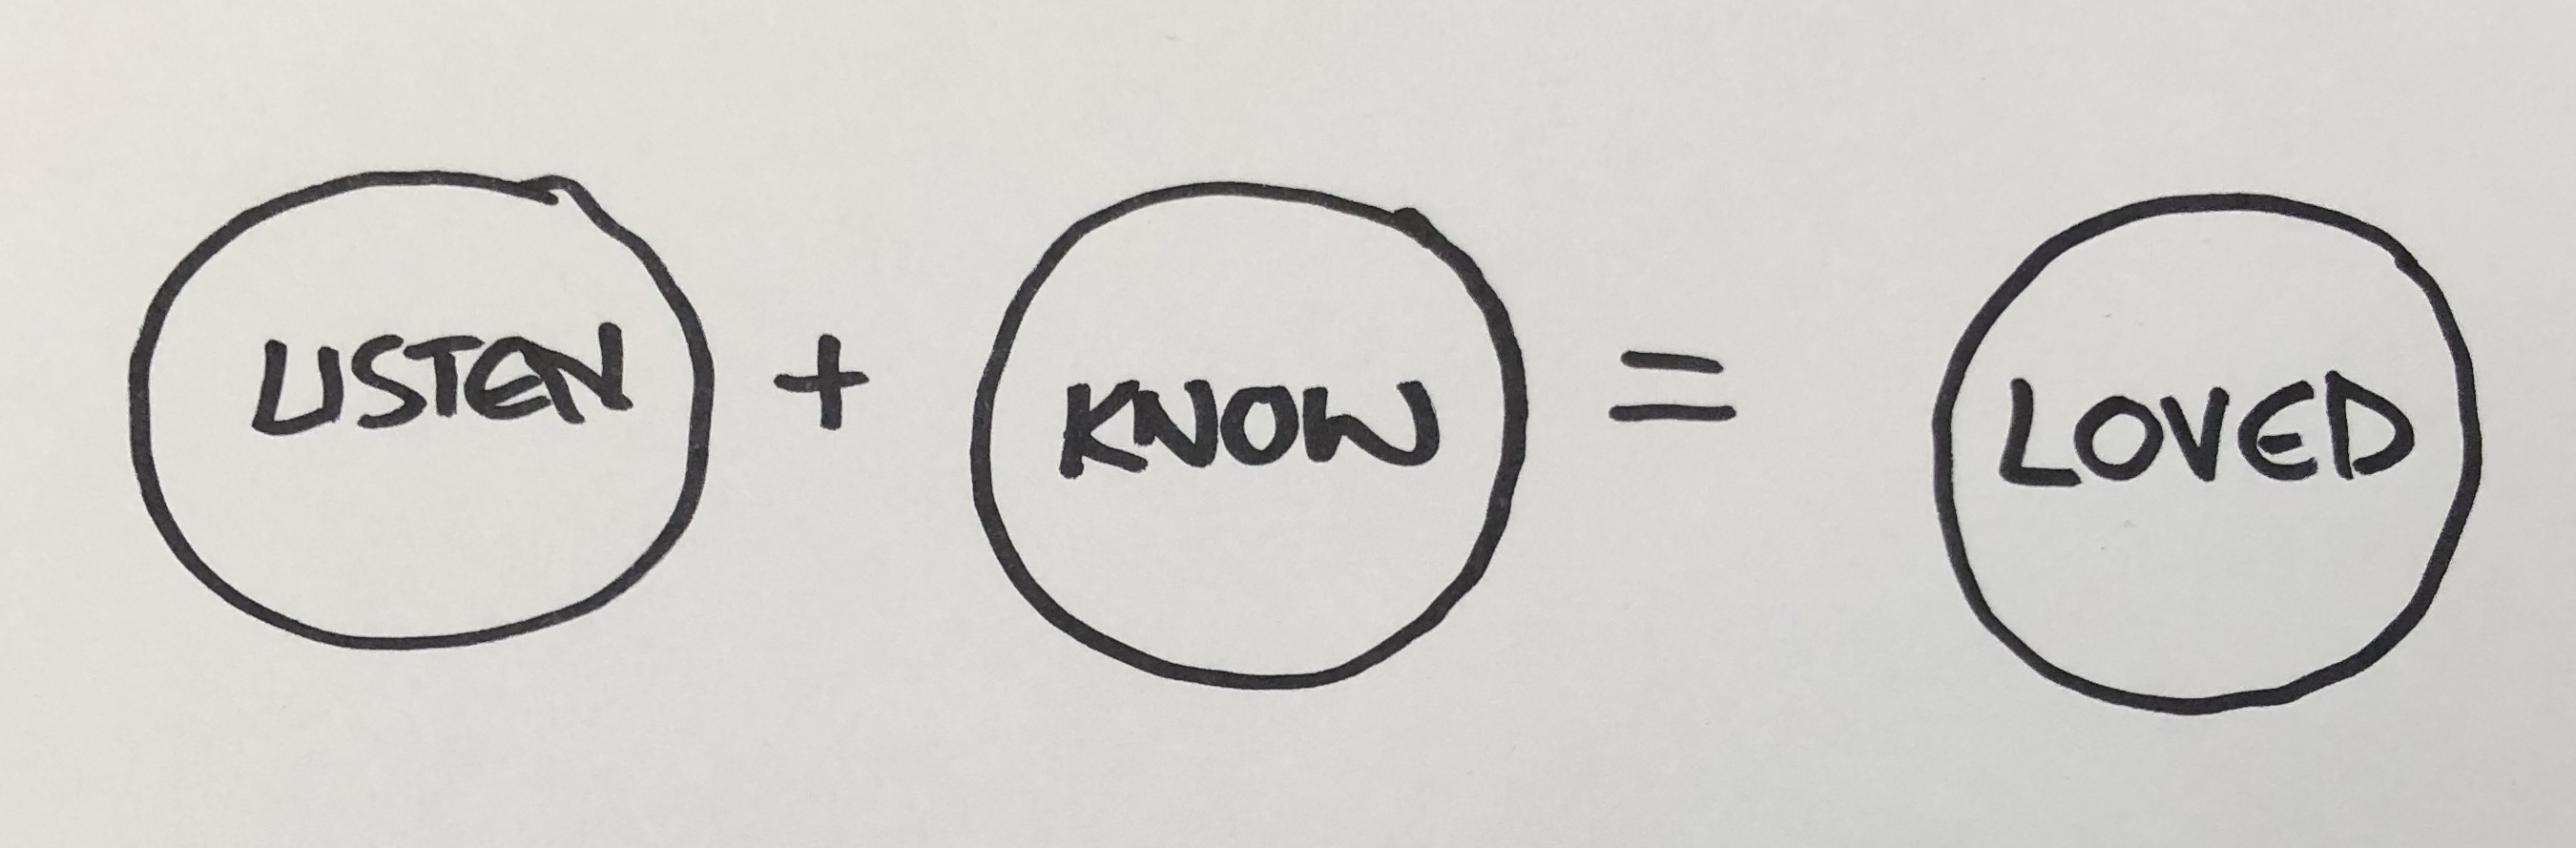 LISTEN + KNOW = LOVED